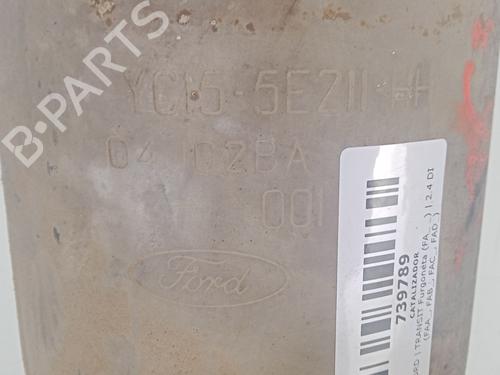 B-PARTS
YC15-5E211-H
04 02BA
001
Ford
739789
CATALIZADOR
FORD | TRANSIT Furgoneta (FA_ _) | 2.4 DI
(FAA_, FAB_, FAC_, FAD_)